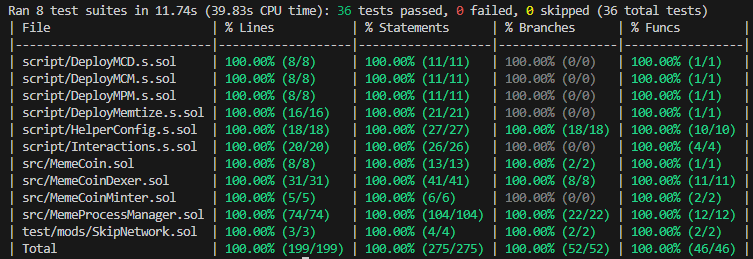 Ran 8 test suites in 11.74s (39.83s CPU time): 36 tests passed, 0 failed, 0 skipped (36 total tests)
| File | % Lines | % Statements | % Branches | % Funcs
|--------------------------|------------------|------------------|----------------|---------------
| script/DeployMCD.s.sol | 100.00% (8/8) | 100.00% (11/11) | 100.00% (0/0) | 100.00% (1/1)
| script/DeployMCM.s.sol | 100.00% (8/8) | 100.00% (11/11) | 100.00% (0/0) | 100.00% (1/1)
| script/DeployMPM.s.sol | 100.00% (8/8) | 100.00% (11/11) | 100.00% (0/0) | 100.00% (1/1)
| script/DeployMemtize.s.sol | 100.00% (16/16) | 100.00% (21/21) | 100.00% (0/0) | 100.00% (1/1)
| script/HelperConfig.s.sol | 100.00% (18/18) | 100.00% (27/27) | 100.00% (18/18) | 100.00% (10/10)
| script/Interactions.s.sol | 100.00% (20/20) | 100.00% (26/26) | 100.00% (0/0) | 100.00% (4/4)
| src/MemeCoin.sol | 100.00% (8/8) | 100.00% (13/13) | 100.00% (2/2) | 100.00% (1/1)
| src/MemeCoinDexer.sol | 100.00% (31/31) | 100.00% (41/41) | 100.00% (8/8) | 100.00% (11/11)
| src/MemeCoinMinter.sol | 100.00% (5/5) | 100.00% (6/6) | 100.00% (0/0) | 100.00% (2/2)
| src/MemeProcessManager.sol | 100.00% (74/74) | 100.00% (104/104) | 100.00% (22/22) | 100.00% (12/12)
| test/mods/SkipNetwork.sol | 100.00% (3/3) | 100.00% (4/4) | 100.00% (2/2) | 100.00% (2/2)
| Total | 100.00% (199/199) | 100.00% (275/275) | 100.00% (52/52) | 100.00% (46/46)